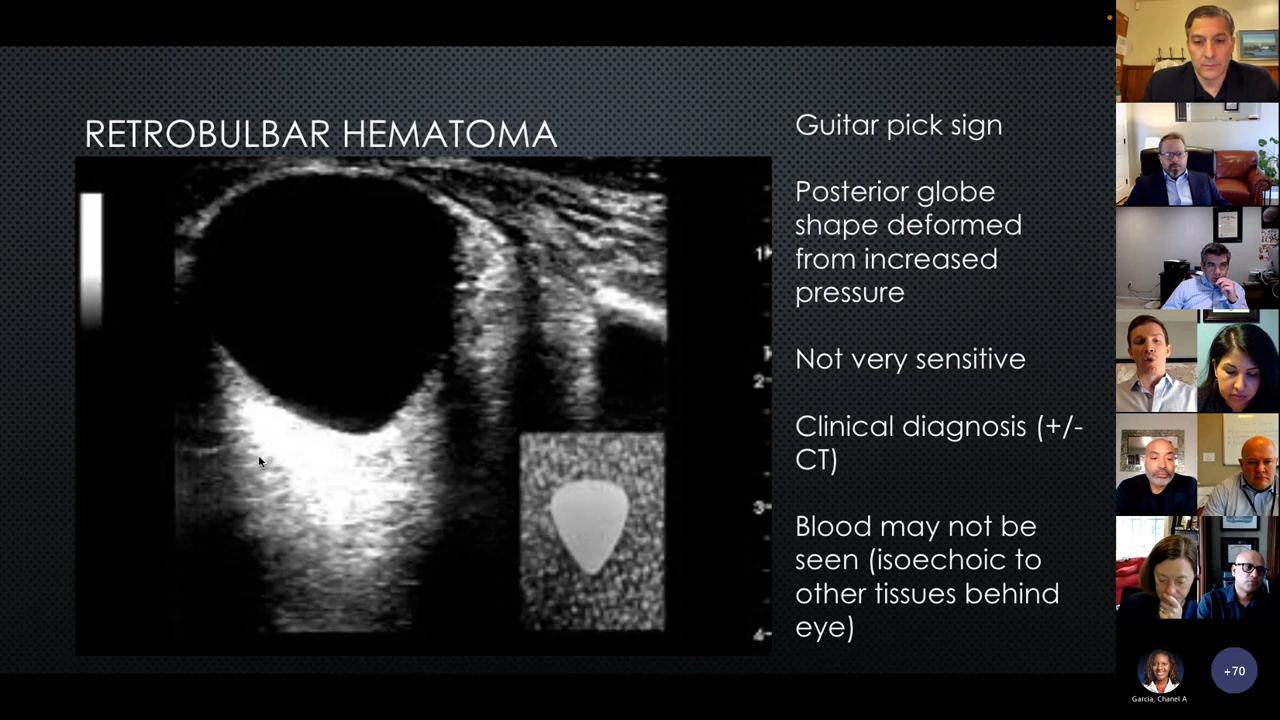 RETROBULBAR HEMATOMA
Guitar pick sign
Posterior globe
shape deformed
from increased
pressure
Not very sensitive
Clinical diagnosis (+/-
CT)
Blood may not be
seen (isoechoic to
other tissues behind
eye)
1
2
3
4
Garcia, Chanel A
+70